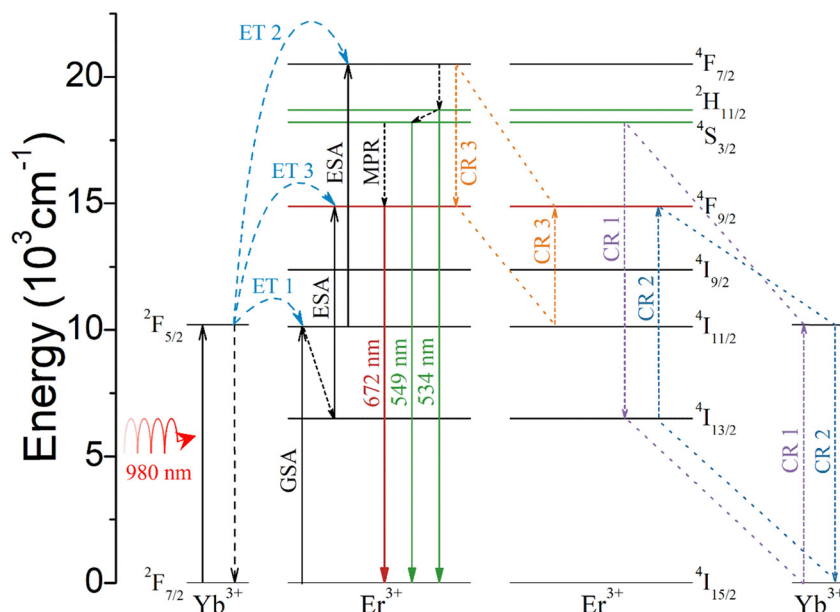 Energy (10³cm⁻¹)
20
15
10
5
0
ET 2
ET 3
ET 1
²F₅/₂
²F₇/₂
980 nm
Yb³⁺
GSA
ESA
ESA
MPR
672 nm
549 nm
534 nm
CR 3
Er³⁺
CR 3
CR 1
CR 2
Er³⁺
⁴F₇/₂
²H₁₁/₂
⁴S₃/₂
⁴F₉/₂
⁴I₉/₂
⁴I₁₁/₂
⁴I₁₃/₂
⁴I₁₅/₂
CR 1
CR 2
Yb³⁺